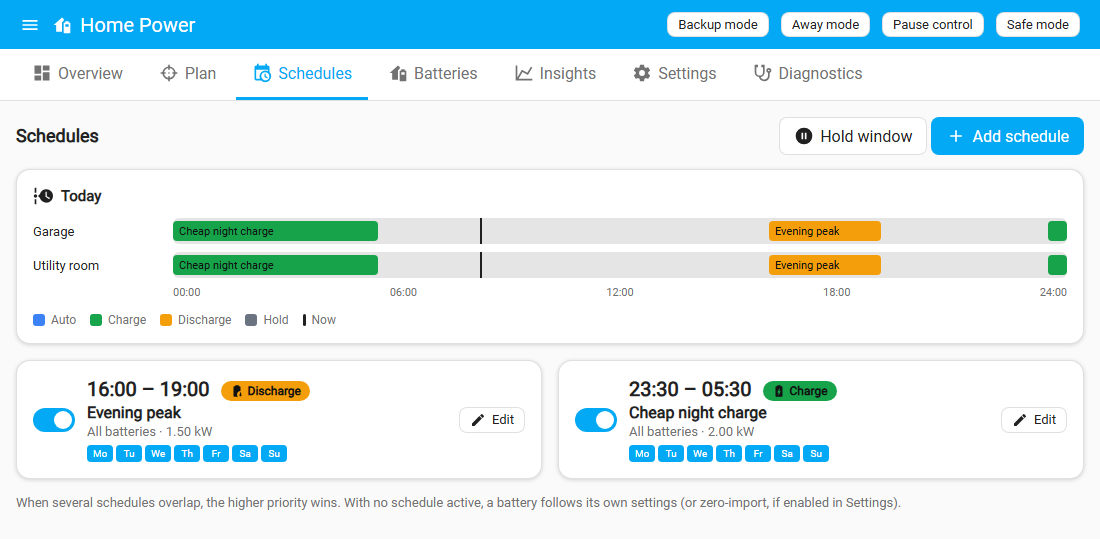 Home Power
Backup mode
Away mode
Pause control
Safe mode
Overview
Plan
Schedules
Batteries
Insights
Settings
Diagnostics
Schedules
Hold window
Add schedule
Today
Garage
Cheap night charge
Evening peak
Utility room
Cheap night charge
Evening peak
00:00
06:00
12:00
18:00
24:00
Auto
Charge
Discharge
Hold
Now
16:00 – 19:00
Discharge
Evening peak
All batteries · 1.50 kW
Mo Tu We Th Fr Sa Su
Edit
23:30 – 05:30
Charge
Cheap night charge
All batteries · 2.00 kW
Mo Tu We Th Fr Sa Su
Edit
When several schedules overlap, the higher priority wins. With no schedule active, a battery follows its own settings (or zero-import, if enabled in Settings).